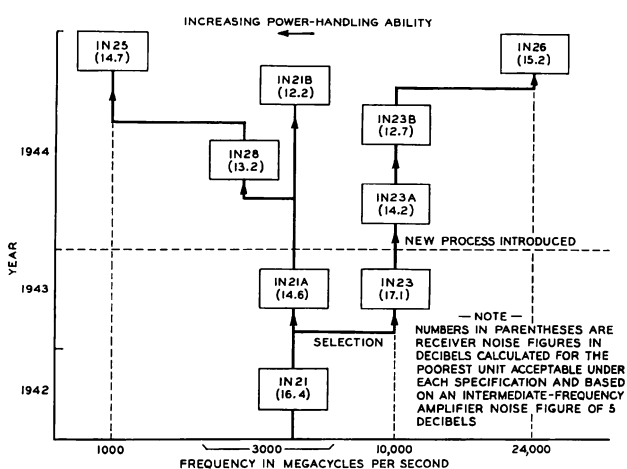 INCREASING POWER-HANDLING ABILITY
IN25
(14.7)
IN21B
(12.2)
IN26
(15.2)
IN23B
(12.7)
IN28
(13.2)
1944
IN23A
(14.2)
NEW PROCESS INTRODUCED
YEAR
1943
IN21A
(14.6)
IN23
(17.1)
SELECTION
— NOTE —
NUMBERS IN PARENTHESES ARE
RECEIVER NOISE FIGURES IN
DECIBELS CALCULATED FOR THE
POOREST UNIT ACCEPTABLE UNDER
EACH SPECIFICATION AND BASED
ON AN INTERMEDIATE-FREQUENCY
AMPLIFIER NOISE FIGURE OF 5
DECIBELS
1942
IN21
(16.4)
1000
3000
10,000
24,000
FREQUENCY IN MEGACYCLES PER SECOND